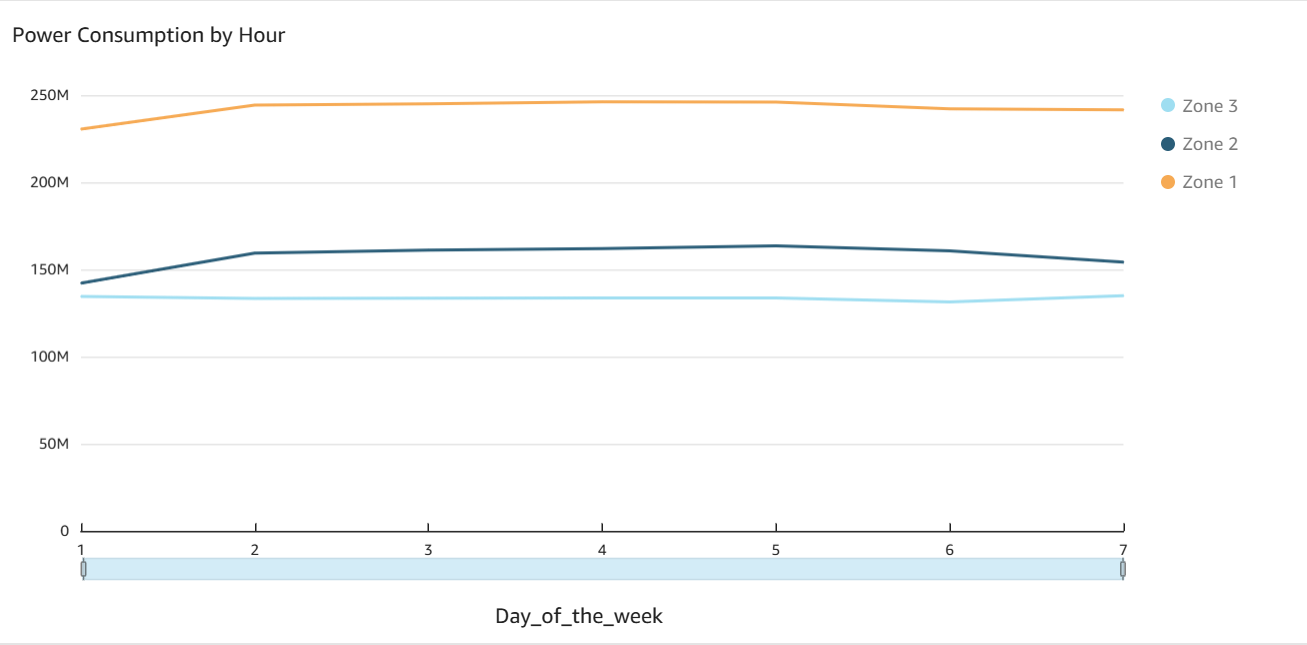 Power Consumption by Hour
250M
200M
150M
100M
50M
0
1 2 3 4 5 6 7
Day_of_the_week
Zone 3
Zone 2
Zone 1